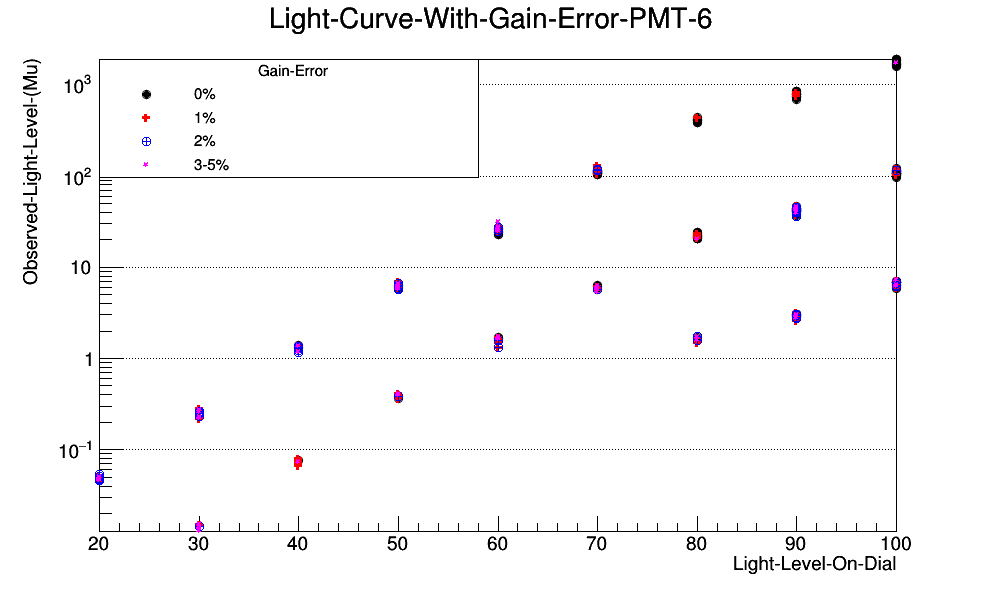 Light-Curve-With-Gain-Error-PMT-6
Observed-Light-Level-(Mu)
Gain-Error
0%
1%
2%
3-5%
10³
10²
10
1
10⁻¹
20 30 40 50 60 70 80 90 100
Light-Level-On-Dial